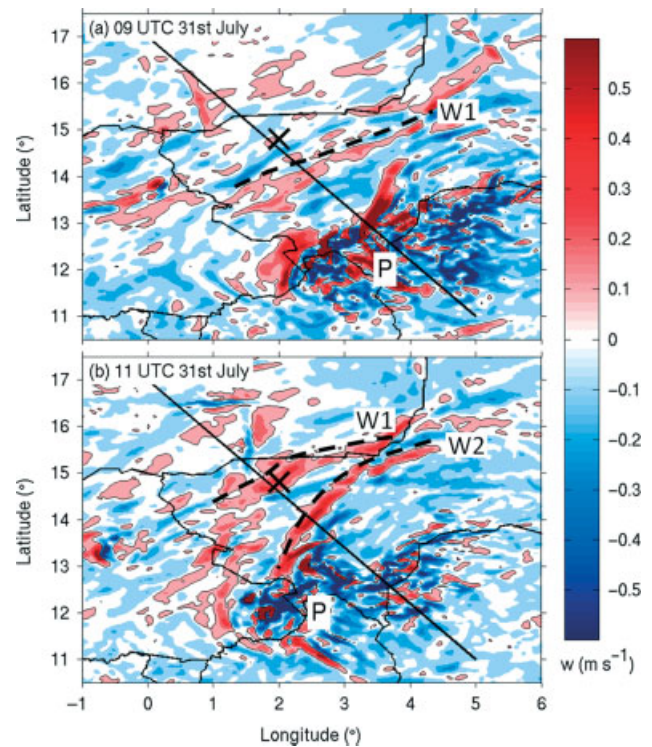 (a) 09 UTC 31st July
17
16
15
14
13
12
11
Latitude (°)
W1
P
(b) 11 UTC 31st July
17
16
15
14
13
12
11
Latitude (°)
W1
W2
P
−1 0 1 2 3 4 5 6
Longitude (°)
0.5
0.4
0.3
0.2
0.1
0
−0.1
−0.2
−0.3
−0.4
−0.5
w (m s⁻¹)